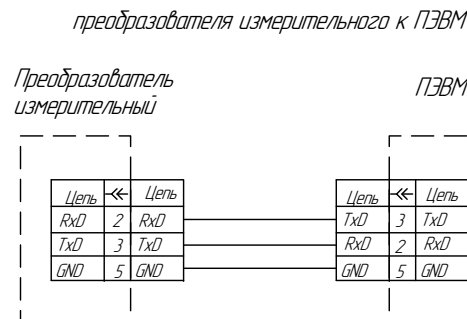 преобразователя измерительного к ПЭВМ
Преобразователь
измерительный
ПЭВМ
Цепь Цепь Цепь Цепь
RxD 2 RxD TxD 3 TxD
TxD 3 TxD RxD 2 RxD
GND 5 GND GND 5 GND